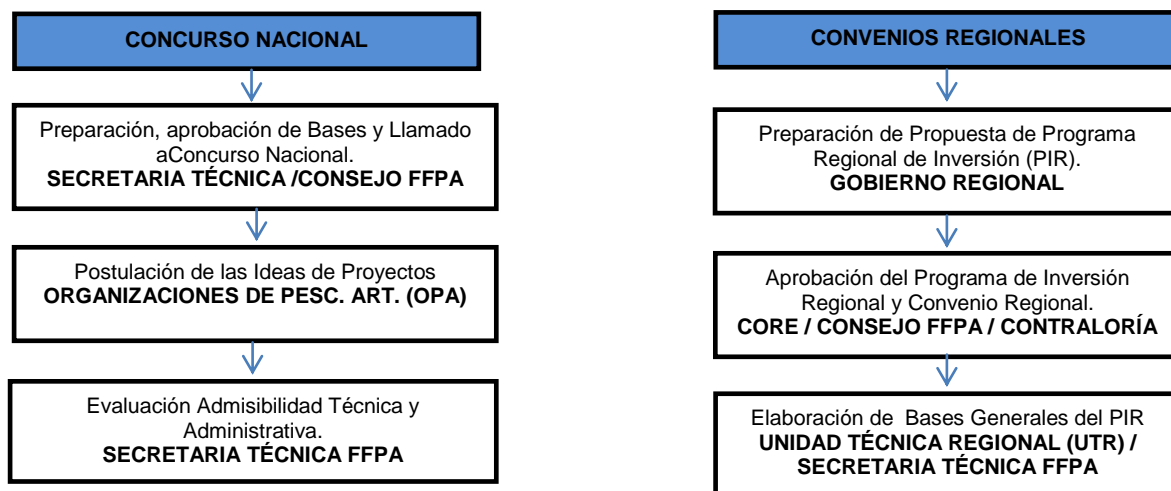 CONCURSO NACIONAL
Preparación, aprobación de Bases y Llamado
aConcurso Nacional.
SECRETARIA TÉCNICA /CONSEJO FFPA
Postulación de las Ideas de Proyectos
ORGANIZACIONES DE PESC. ART. (OPA)
Evaluación Admisibilidad Técnica y
Administrativa.
SECRETARIA TÉCNICA FFPA
CONVENIOS REGIONALES
Preparación de Propuesta de Programa
Regional de Inversión (PIR).
GOBIERNO REGIONAL
Aprobación del Programa de Inversión
Regional y Convenio Regional.
CORE / CONSEJO FFPA / CONTRALORÍA
Elaboración de Bases Generales del PIR
UNIDAD TÉCNICA REGIONAL (UTR) /
SECRETARIA TÉCNICA FFPA